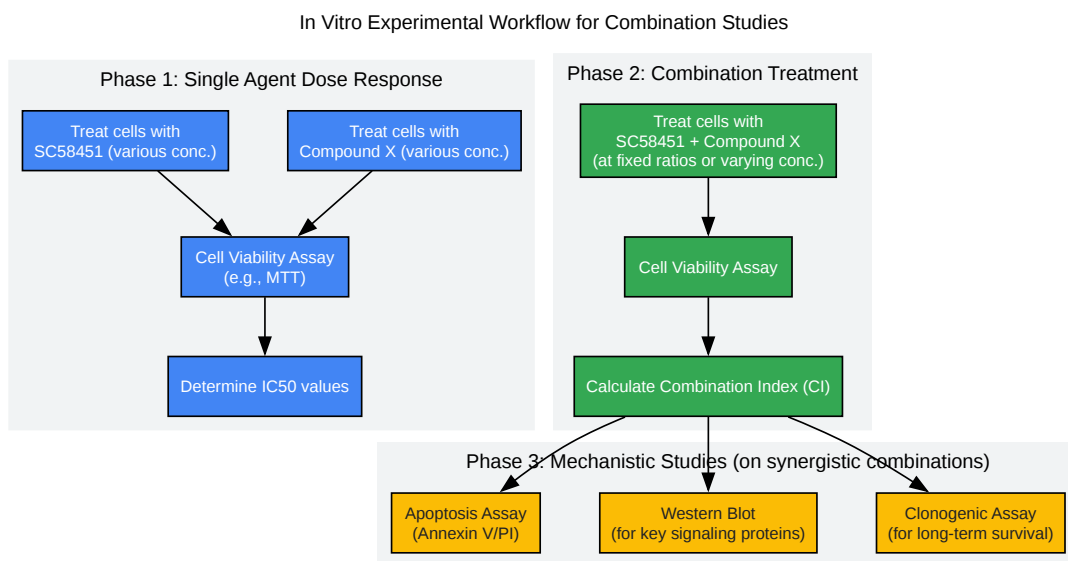 In Vitro Experimental Workflow for Combination Studies
Phase 1: Single Agent Dose Response
Treat cells with
SC58451 (various conc.)
Treat cells with
Compound X (various conc.)
Cell Viability Assay
(e.g., MTT)
Determine IC50 values
Phase 2: Combination Treatment
Treat cells with
SC58451 + Compound X
(at fixed ratios or varying conc.)
Cell Viability Assay
Calculate Combination Index (CI)
Phase 3: Mechanistic Studies (on synergistic combinations)
Apoptosis Assay
(Annexin V/PI)
Western Blot
(for key signaling proteins)
Clonogenic Assay
(for long-term survival)